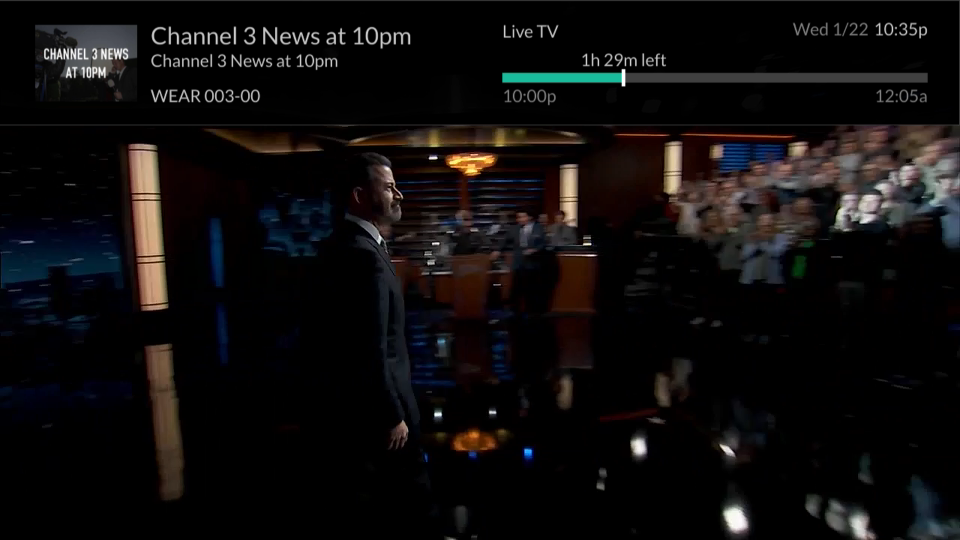 CHANNEL 3 NEWS
AT 10PM
Channel 3 News at 10pm
Channel 3 News at 10pm
WEAR 003-00
Live TV
Wed 1/22 10:35p
1h 29m left
10:00p
12:05a